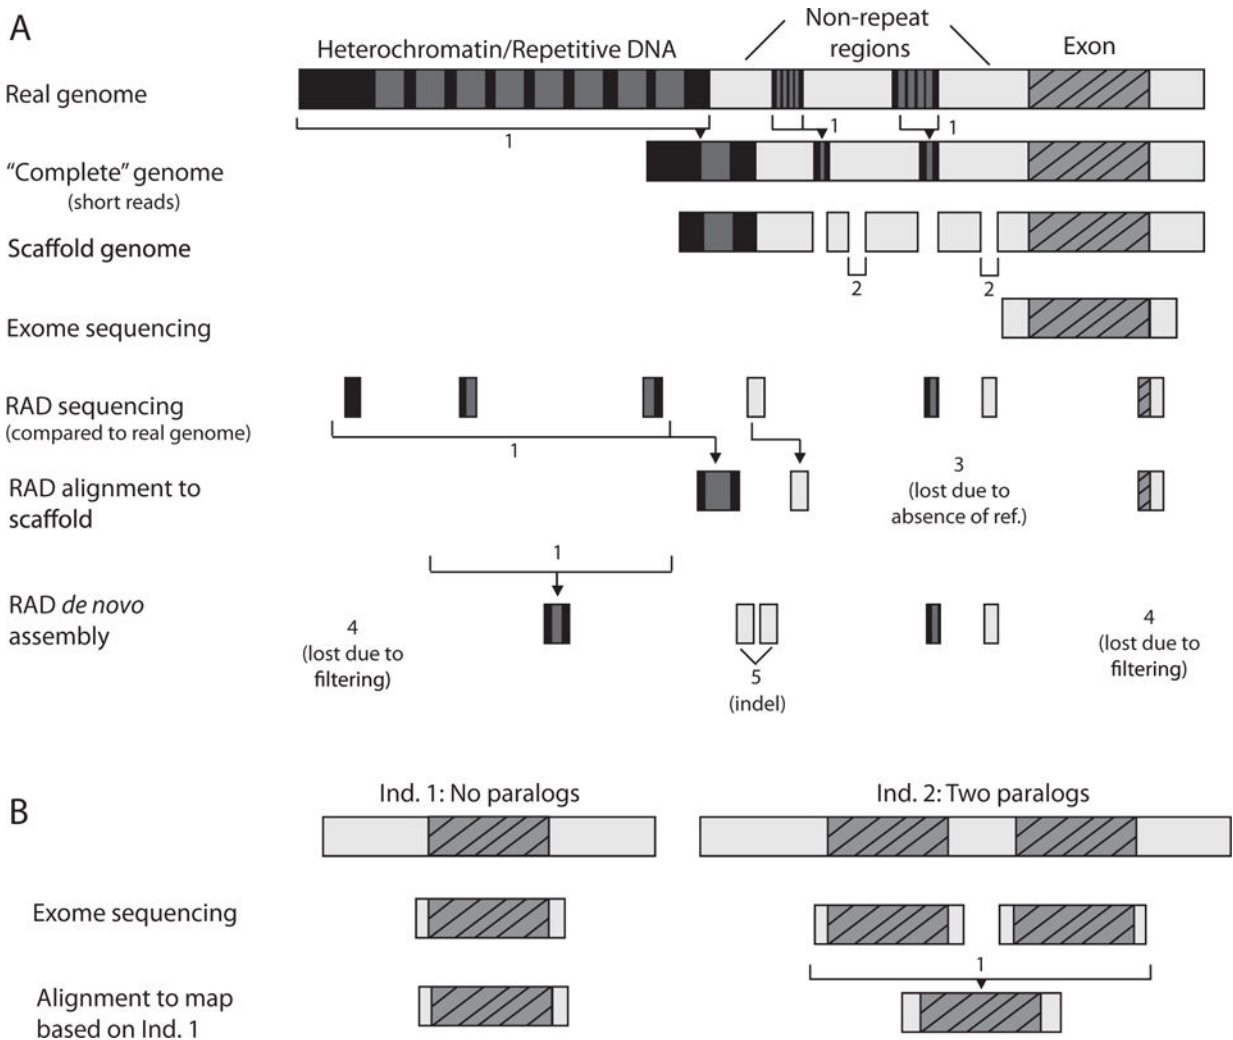 A
Heterochromatin/Repetitive DNA
Non-repeat
regions
Exon
Real genome
1
1
1
“Complete” genome
(short reads)
Scaffold genome
2
2
Exome sequencing
RAD sequencing
(compared to real genome)
1
RAD alignment to
scaffold
3
(lost due to
absence of ref.)
1
RAD de novo
assembly
4
(lost due to
filtering)
5
(indel)
4
(lost due to
filtering)
B
Ind. 1: No paralogs
Ind. 2: Two paralogs
Exome sequencing
1
Alignment to map
based on Ind. 1